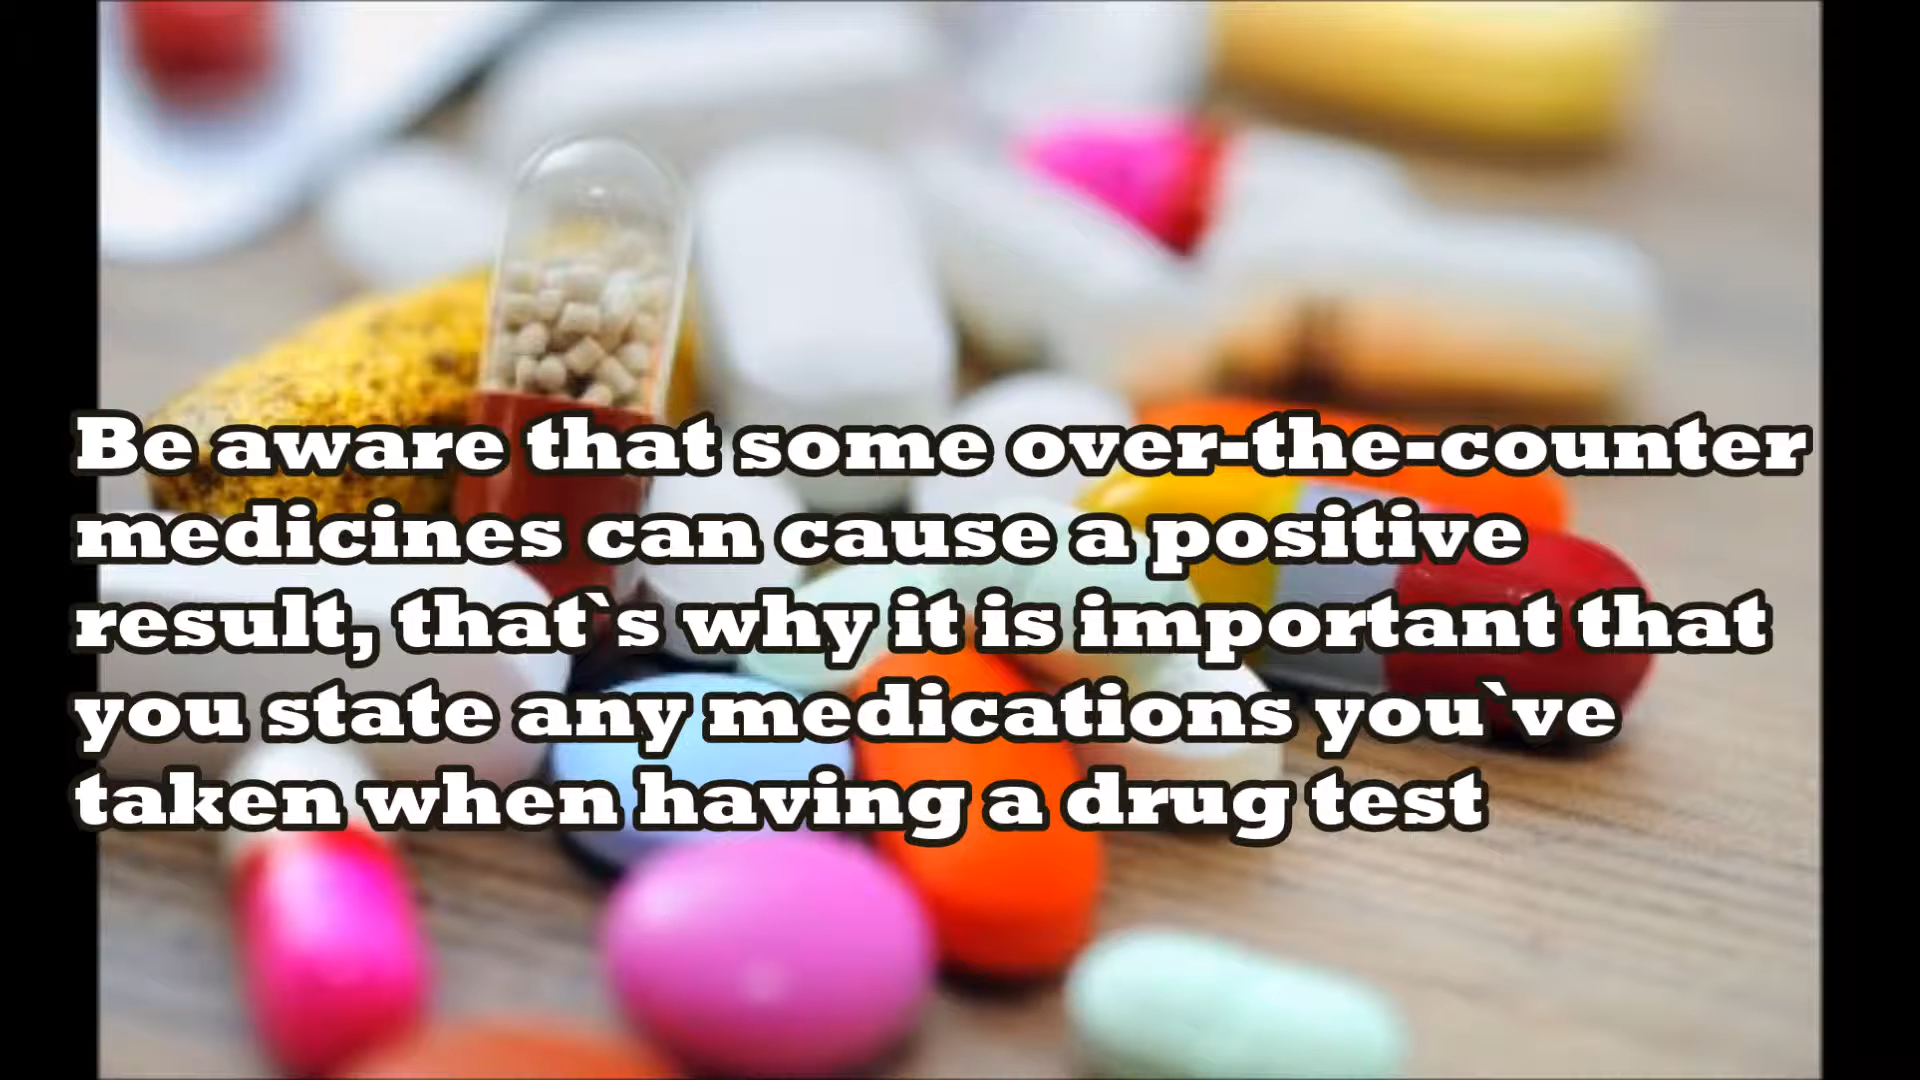 Be aware that some over-the-counter
medicines can cause a positive
result, that`s why it is important that
you state any medications you`ve
taken when having a drug test